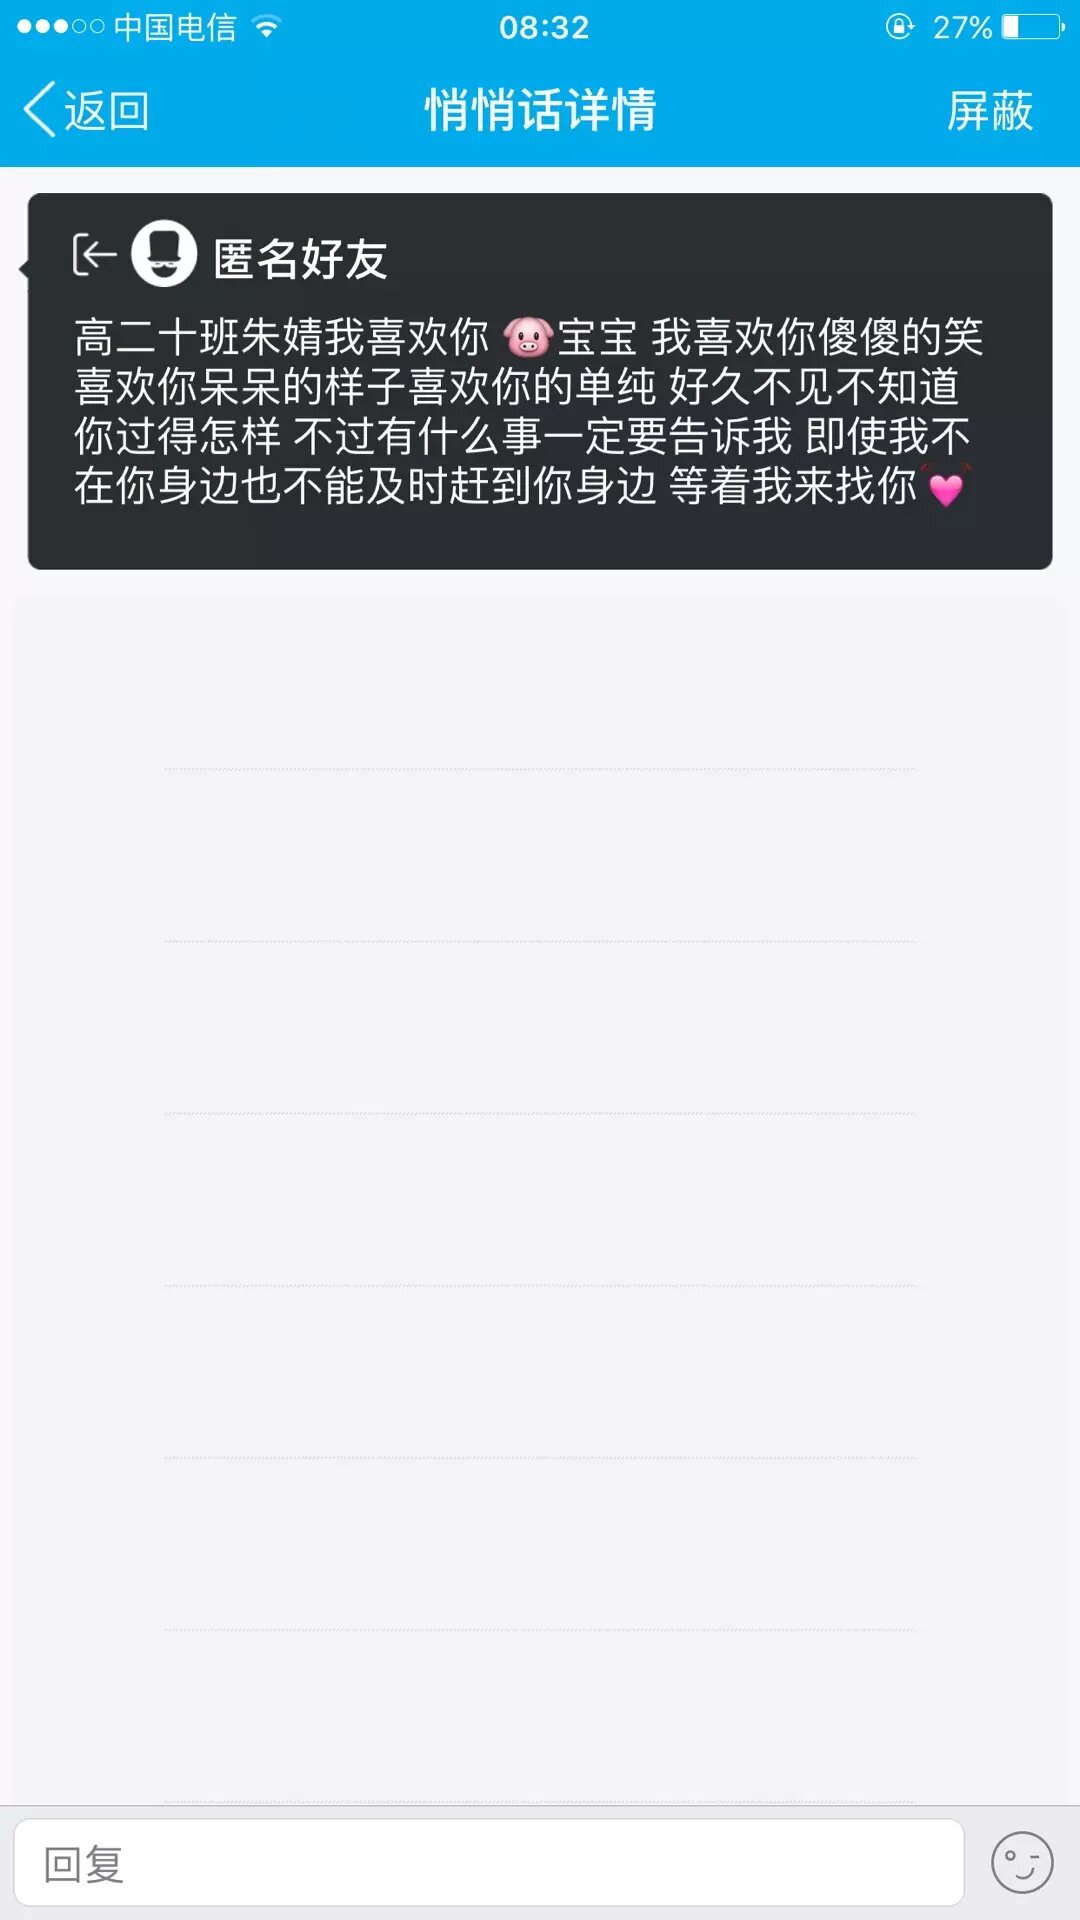 中国电信 08:32 27%
返回 悄悄话详情 屏蔽
匿名好友
高二十班朱婧我喜欢你 🐷宝宝 我喜欢你傻傻的笑
喜欢你呆呆的样子喜欢你的单纯 好久不见不知道
你过得怎样 不过有什么事一定要告诉我 即使我不
在你身边也不能及时赶到你身边 等着我来找你💓
回复